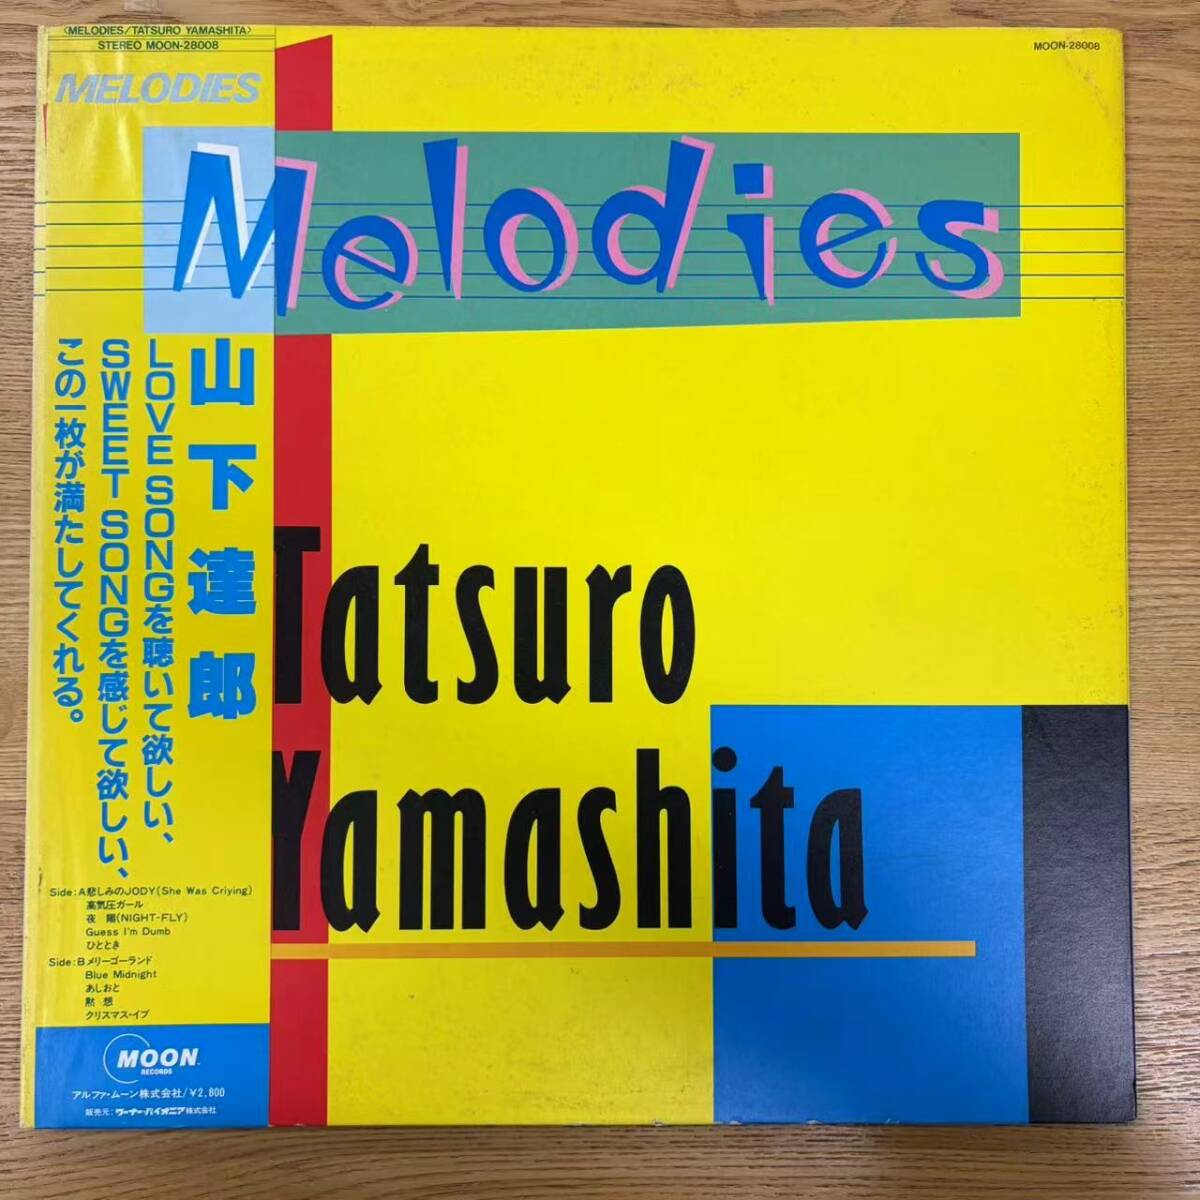 〈MELODIES/TATSURO YAMASHITA〉
STEREO MOON-28008
MELODIES
MOON-28008
Melodies
山下達郎
LOVE SONGを聴いて欲しい、
SWEET SONGを感じて欲しい、
この一枚が満たしてくれる。
Tatsuro
Yamashita
Side:A悲しみのJODY(She Was Criying)
高気圧ガール
夜翔(NIGHT-FLY)
Guess I'm Dumb
ひととき
Side:Bメリー・ゴーランド
Blue Midnight
あしおと
黙想
クリスマス・イブ
MOON
RECORDS
アルファ・ムーン株式会社/¥2,800
販売元:ワーナー・パイオニア株式会社